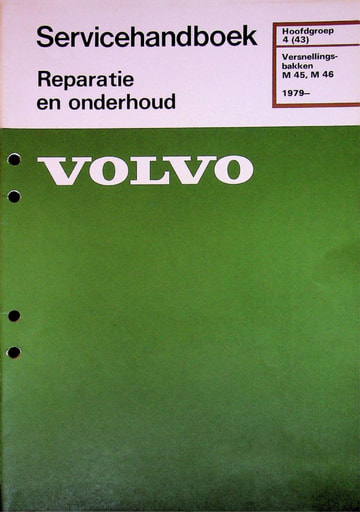 Servicehandboek
Reparatie
en onderhoud
Hoofdgroep
4 (43)
Versnellings-
bakken
M 45, M 46
1979–
VOLVO